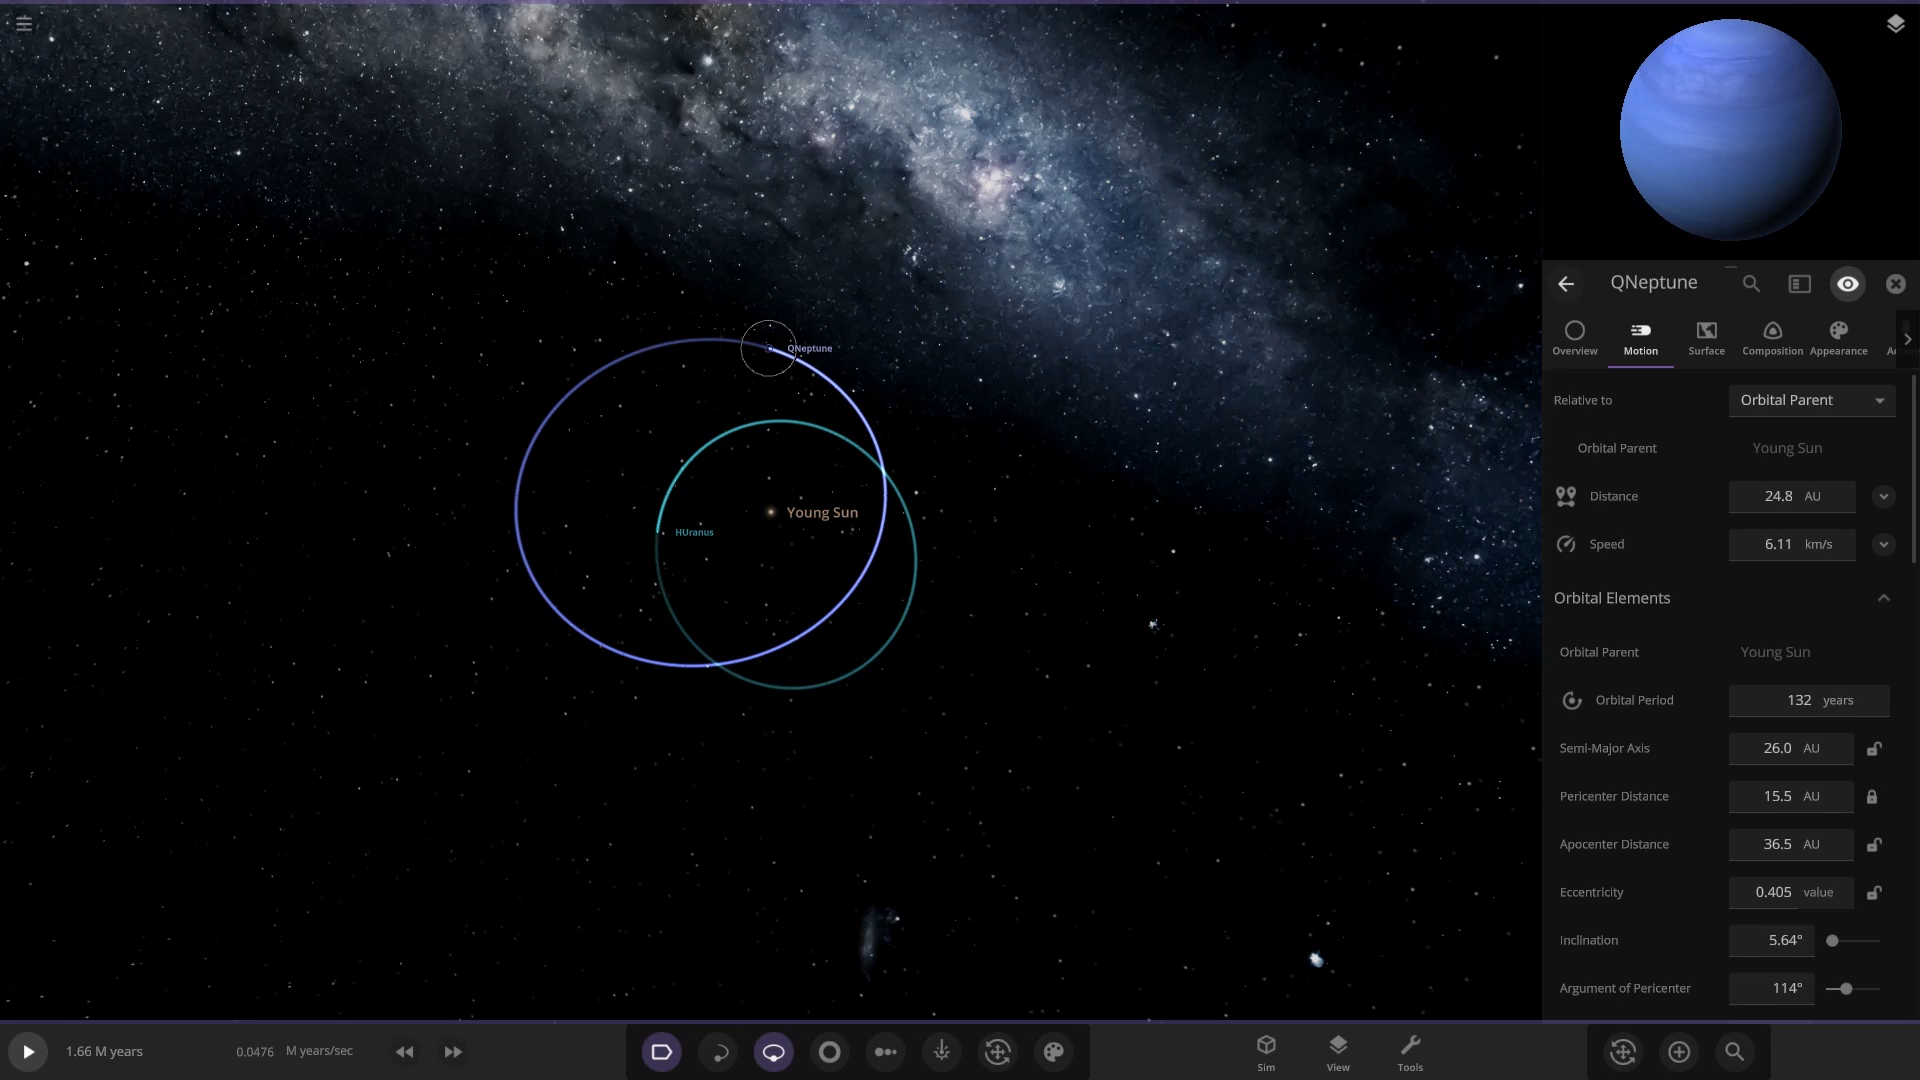 QNeptune
Young Sun
HUranus
QNeptune
Overview
Motion
Surface
Composition
Appearance
Relative to
Orbital Parent
Orbital Parent
Young Sun
Distance
24.8 AU
Speed
6.11 km/s
Orbital Elements
Orbital Parent
Young Sun
Orbital Period
132 years
Semi-Major Axis
26.0 AU
Pericenter Distance
15.5 AU
Apocenter Distance
36.5 AU
Eccentricity
0.405 value
Inclination
5.64°
Argument of Pericenter
114°
1.66 M years
0.0476 M years/sec
Sim
View
Tools